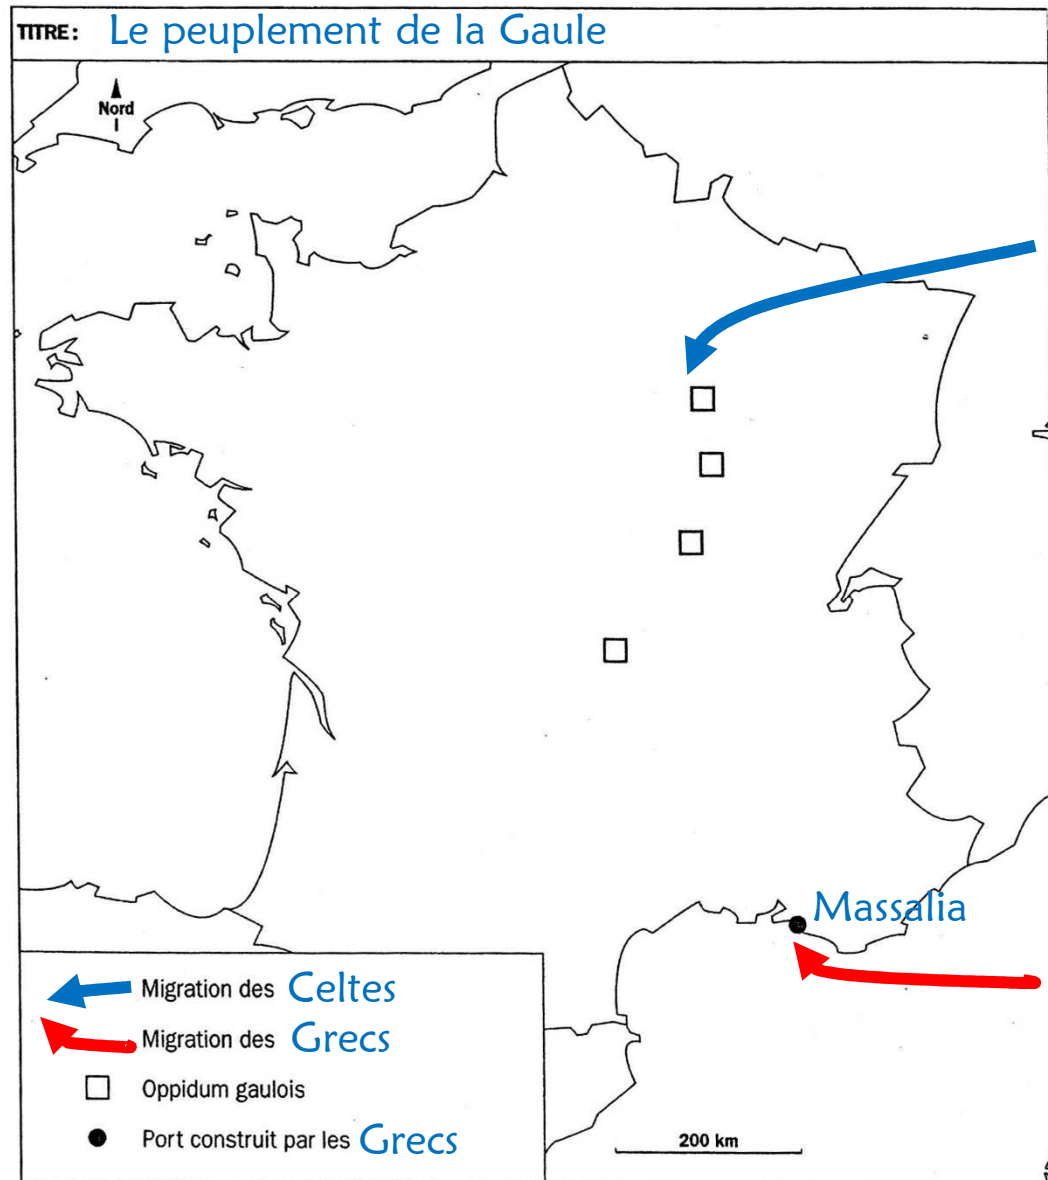 TITRE: Le peuplement de la Gaule
Nord
Massalia
Migration des Celtes
Migration des Grecs
Oppidum gaulois
Port construit par les Grecs
200 km